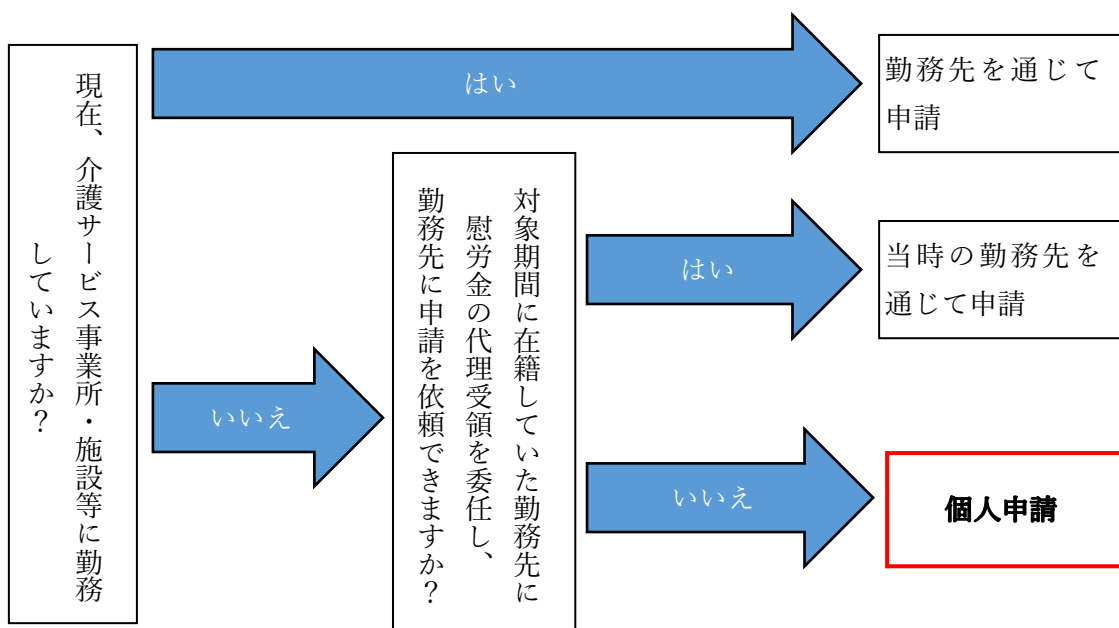 現在、介護サービス事業所・施設等に勤務
していますか？
はい
勤務先を通じて
申請
いいえ
対象期間に在籍していた勤務先に
慰労金の代理受領を委任し、
勤務先に申請を依頼できますか？
はい
当時の勤務先を
通じて申請
いいえ
個人申請